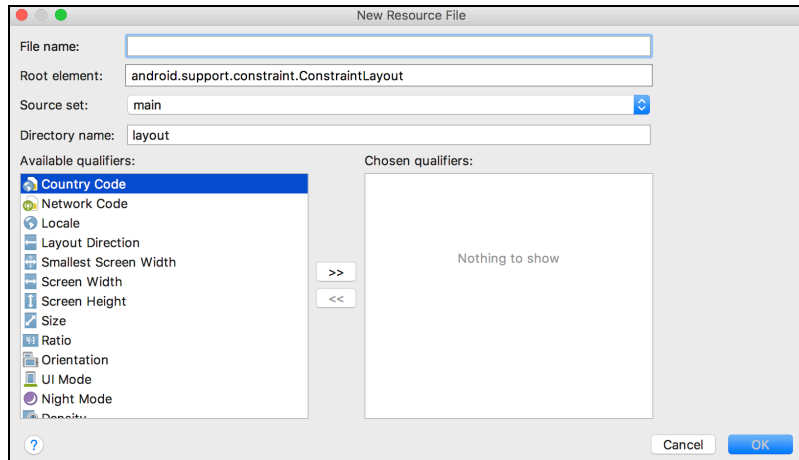 New Resource File
File name:
Root element: android.support.constraint.ConstraintLayout
Source set: main
Directory name: layout
Available qualifiers: Chosen qualifiers:
Country Code
Network Code
Locale
Layout Direction
Smallest Screen Width
Nothing to show
Screen Width
>>
Screen Height
<<
Size
Ratio
Orientation
UI Mode
Night Mode
Density
? Cancel OK